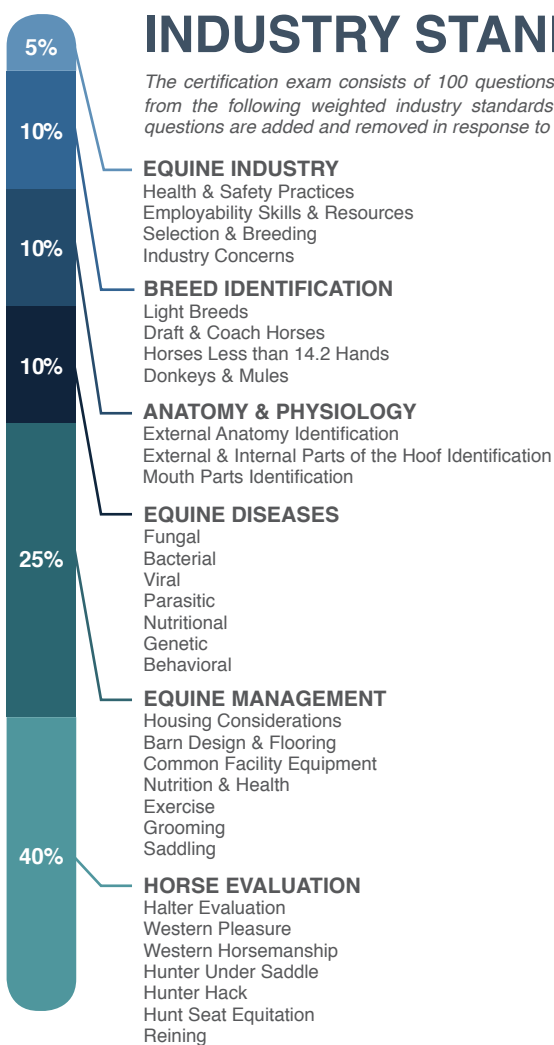 INDUSTRY STAN
The certification exam consists of 100 questions
from the following weighted industry standards
questions are added and removed in response to
5%
EQUINE INDUSTRY
Health & Safety Practices
Employability Skills & Resources
Selection & Breeding
Industry Concerns
10%
BREED IDENTIFICATION
Light Breeds
Draft & Coach Horses
Horses Less than 14.2 Hands
Donkeys & Mules
10%
ANATOMY & PHYSIOLOGY
External Anatomy Identification
External & Internal Parts of the Hoof Identification
Mouth Parts Identification
10%
EQUINE DISEASES
Fungal
Bacterial
Viral
Parasitic
Nutritional
Genetic
Behavioral
25%
EQUINE MANAGEMENT
Housing Considerations
Barn Design & Flooring
Common Facility Equipment
Nutrition & Health
Exercise
Grooming
Saddling
40%
HORSE EVALUATION
Halter Evaluation
Western Pleasure
Western Horsemanship
Hunter Under Saddle
Hunter Hack
Hunt Seat Equitation
Reining